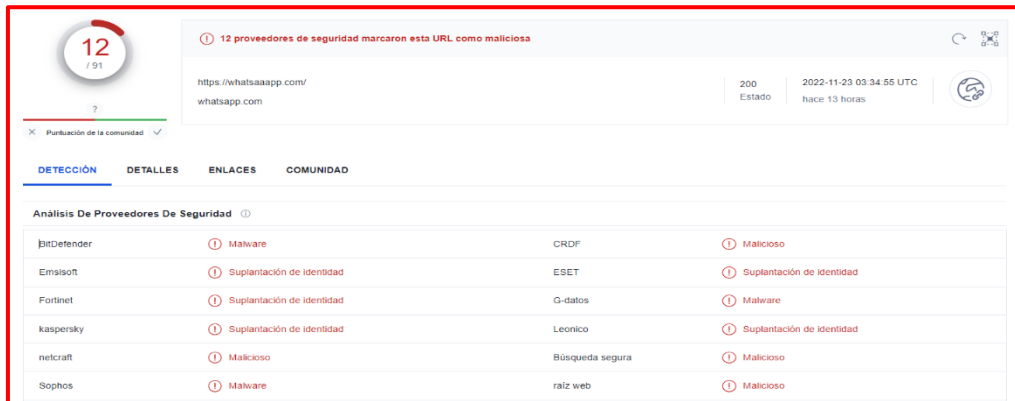 12
/ 91
?
Puntuación de la comunidad
12 proveedores de seguridad marcaron esta URL como maliciosa
https://whatsaaapp.com/
whatsapp.com
200
Estado
2022-11-23 03:34:55 UTC
hace 13 horas
DETECCIÓN DETALLES ENLACES COMUNIDAD
Análisis De Proveedores De Seguridad
BitDefender Malware CRDF Malicioso
Emsisoft Suplantación de identidad ESET Suplantación de identidad
Fortinet Suplantación de identidad G-datos Malware
kaspersky Suplantación de identidad Leonico Suplantación de identidad
netcraft Malicioso Búsqueda segura Malicioso
Sophos Malware raíz web Malicioso